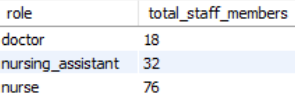 role total_staff_members
doctor 18
nursing_assistant 32
nurse 76